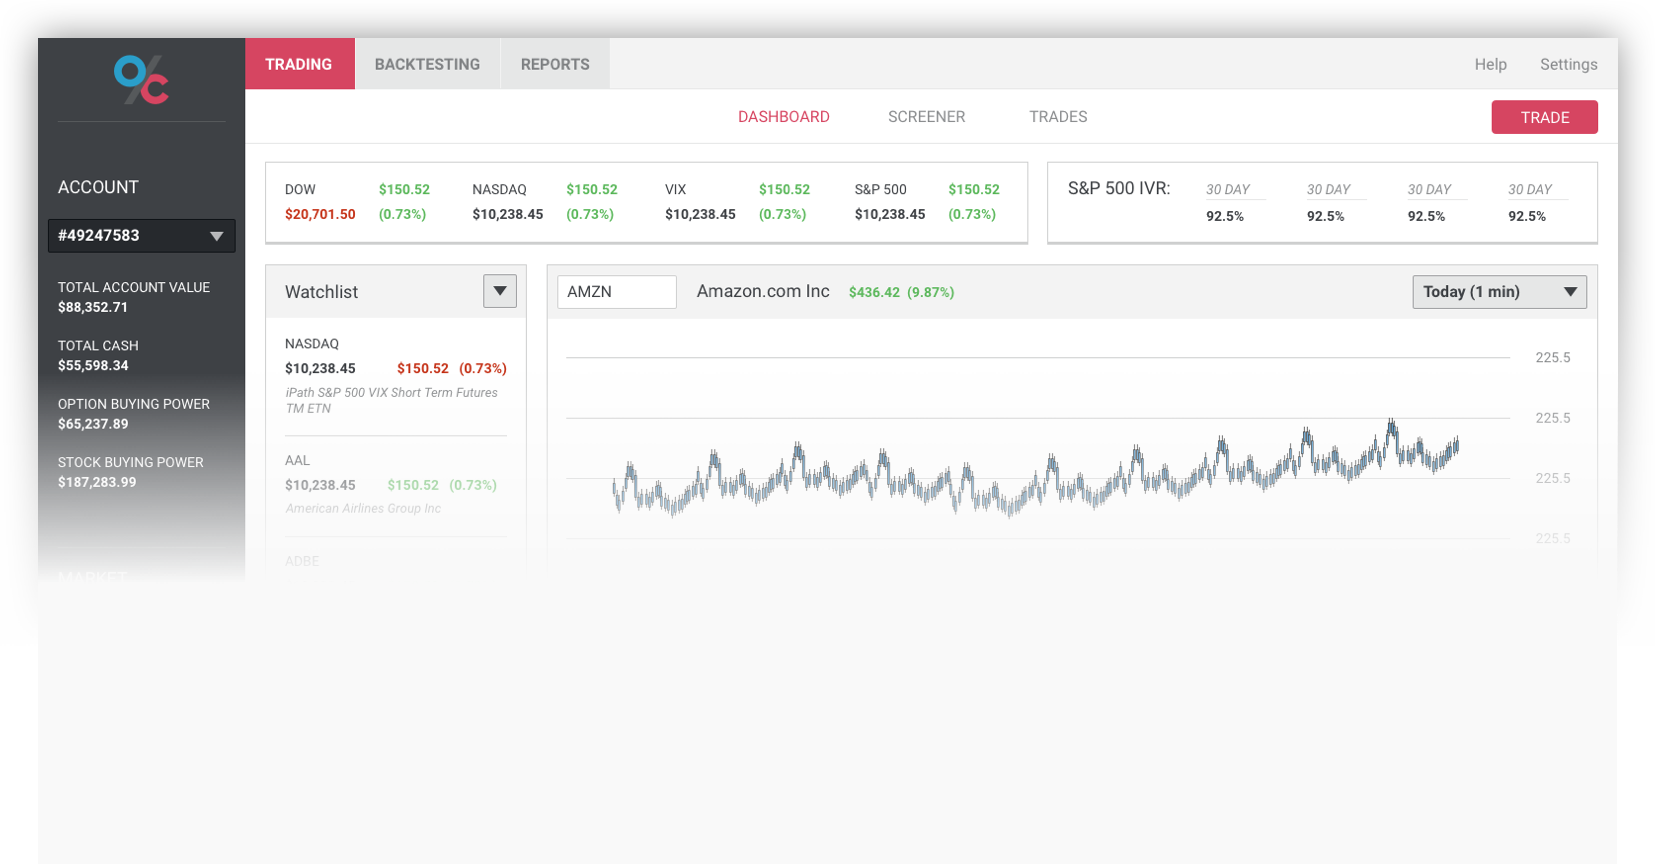 TRADING BACKTESTING REPORTS Help Settings
DASHBOARD SCREENER TRADES TRADE
ACCOUNT
#49247583
TOTAL ACCOUNT VALUE
$88,352.71
TOTAL CASH
$55,598.34
OPTION BUYING POWER
$65,237.89
STOCK BUYING POWER
$187,283.99
MARKET
DOW $150.52 NASDAQ $150.52 VIX $150.52 S&P 500 $150.52
$20,701.50 (0.73%) $10,238.45 (0.73%) $10,238.45 (0.73%) $10,238.45 (0.73%)
S&P 500 IVR: 30 DAY 30 DAY 30 DAY 30 DAY
92.5% 92.5% 92.5% 92.5%
Watchlist
NASDAQ
$10,238.45 $150.52 (0.73%)
iPath S&P 500 VIX Short Term Futures
TM ETN
AAL
$10,238.45 $150.52 (0.73%)
American Airlines Group Inc
ADBE
AMZN Amazon.com Inc $436.42 (9.87%) Today (1 min)
225.5
225.5
225.5
225.5